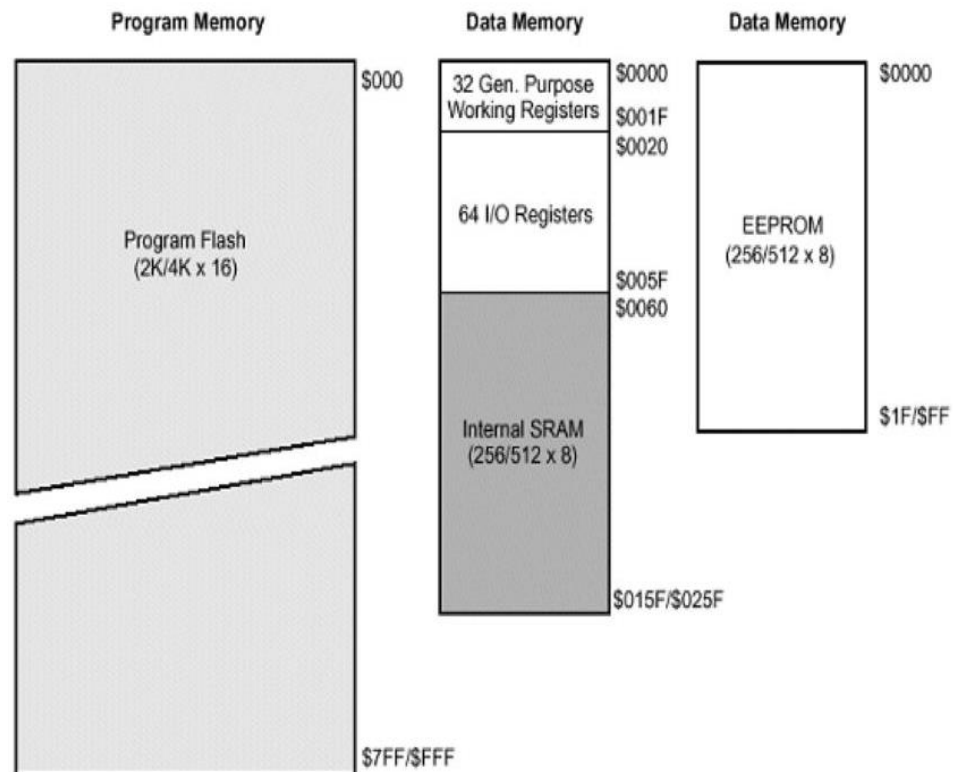 Program Memory
$000
Program Flash
(2K/4K x 16)
$7FF/$FFF
Data Memory
32 Gen. Purpose
Working Registers
$0000
$001F
$0020
64 I/O Registers
$005F
$0060
Internal SRAM
(256/512 x 8)
$015F/$025F
Data Memory
$0000
EEPROM
(256/512 x 8)
$1F/$FF